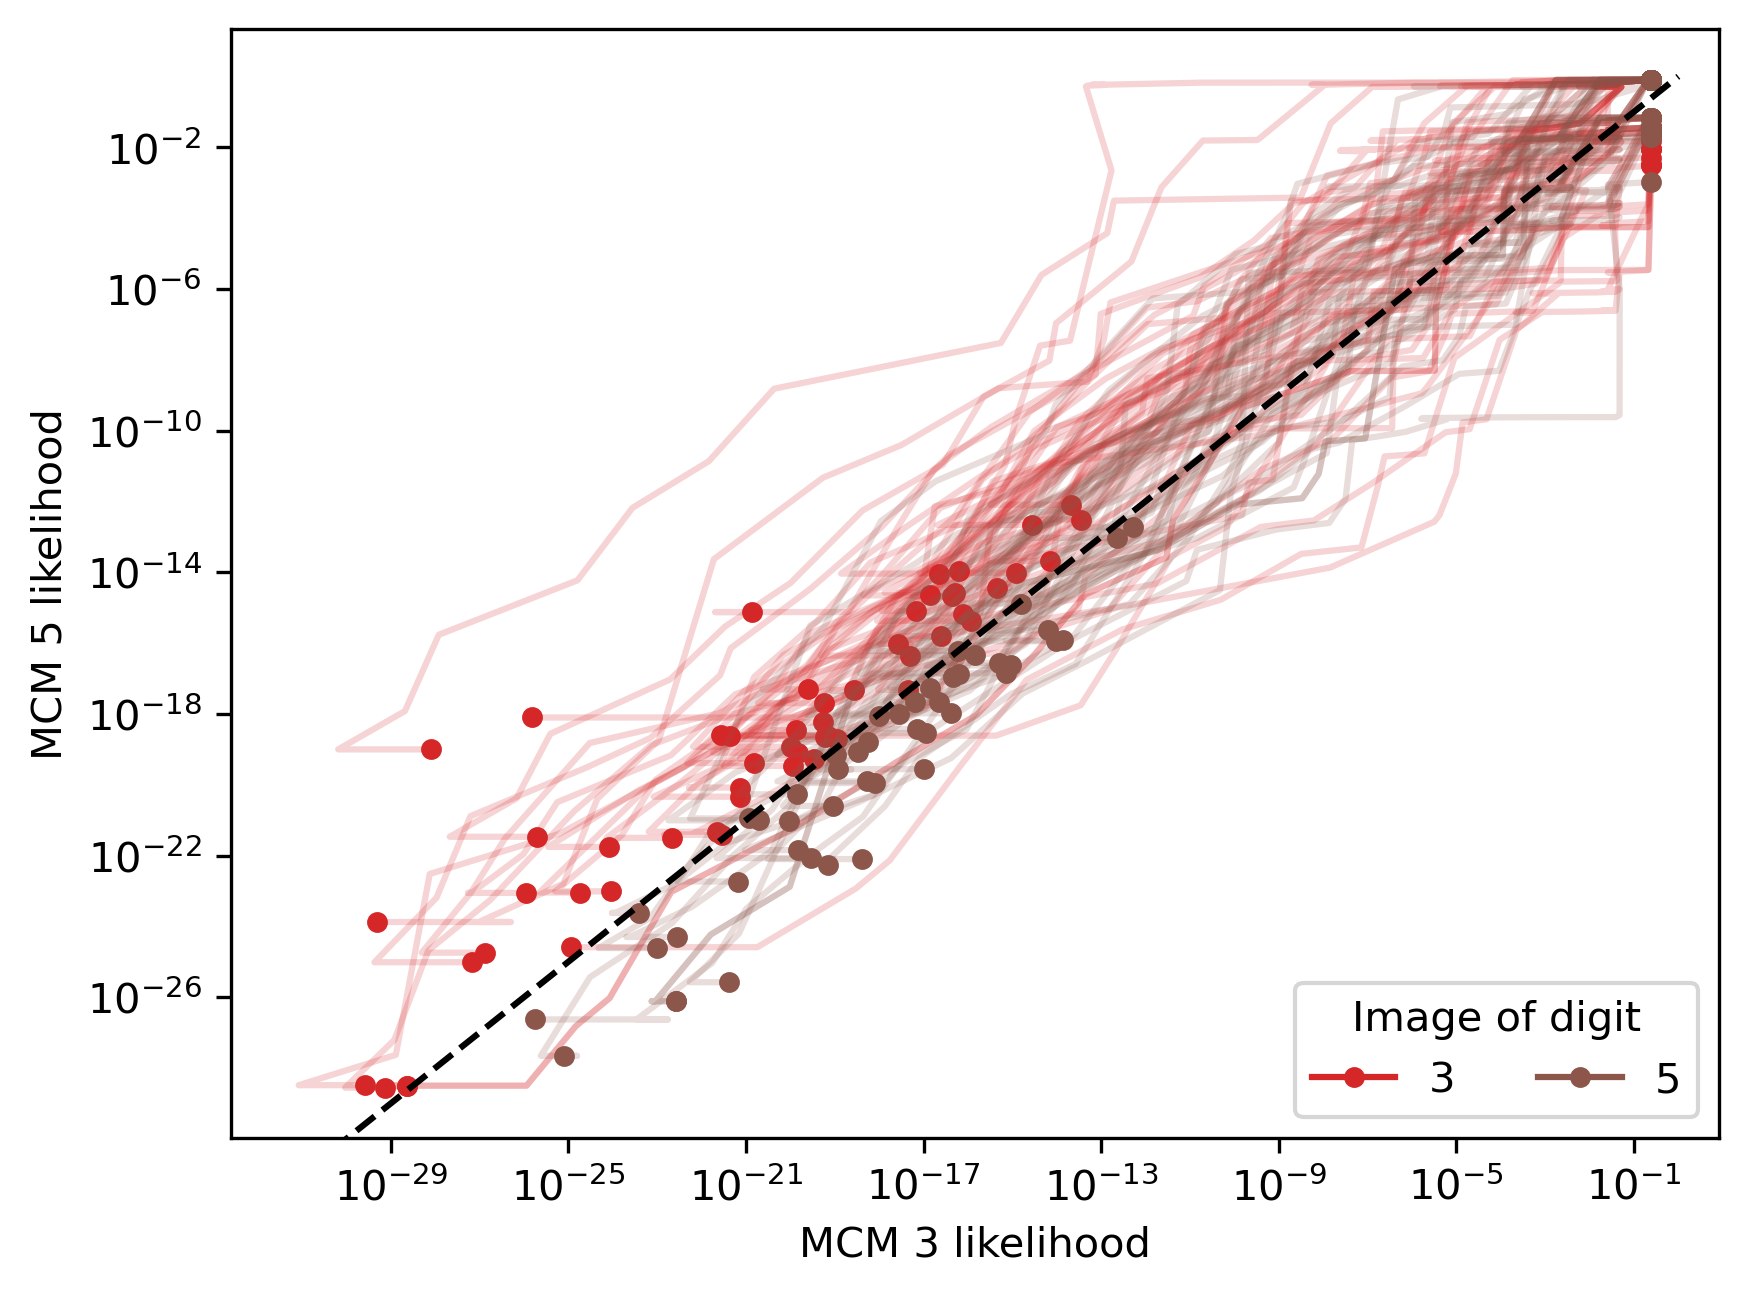 MCM 5 likelihood
10⁻²
10⁻⁶
10⁻¹⁰
10⁻¹⁴
10⁻¹⁸
10⁻²²
10⁻²⁶
Image of digit
3 5
10⁻²⁹ 10⁻²⁵ 10⁻²¹ 10⁻¹⁷ 10⁻¹³ 10⁻⁹ 10⁻⁵ 10⁻¹
MCM 3 likelihood